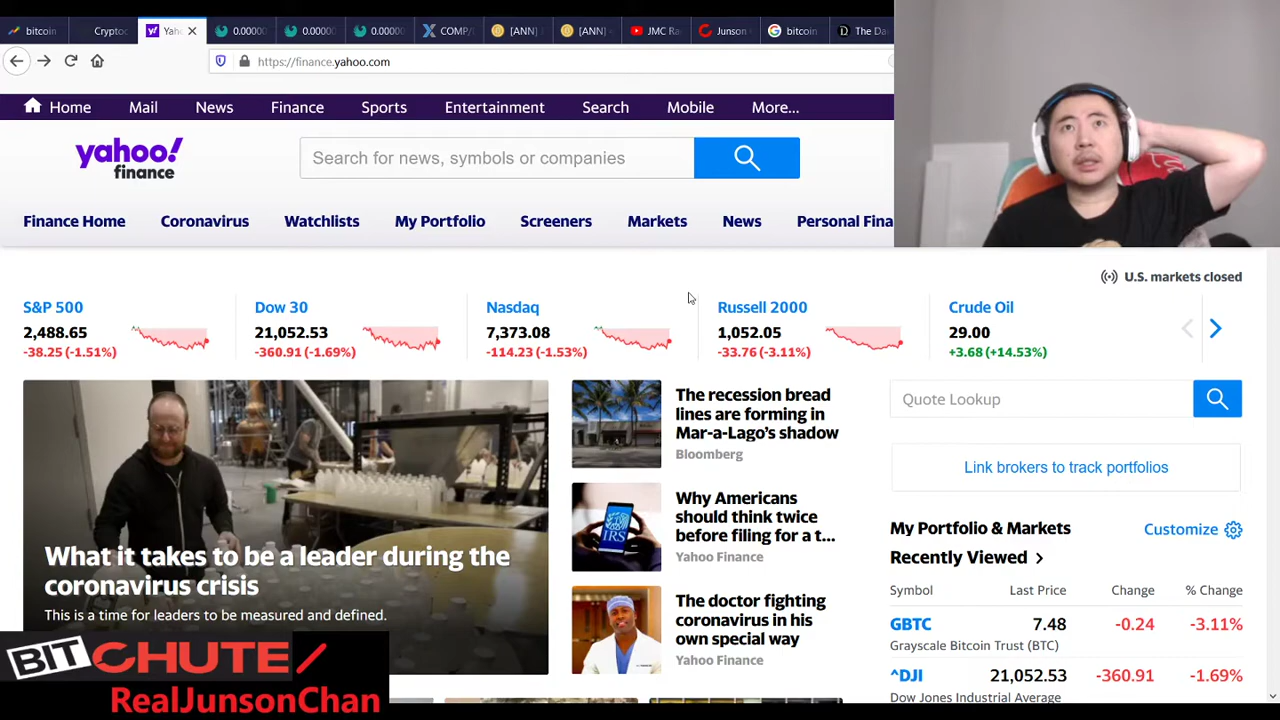 bitcoin
Cryptoc
Yaho
0.00000
0.00000
0.00000
COMP/
[ANN]
[ANN]
JMC Ra
Junson
bitcoin
The Da
https://finance.yahoo.com
Home
Mail
News
Finance
Sports
Entertainment
Search
Mobile
More...
yahoo!
finance
Search for news, symbols or companies
Finance Home
Coronavirus
Watchlists
My Portfolio
Screeners
Markets
News
Personal Fina
U.S. markets closed
S&P 500
2,488.65
-38.25 (-1.51%)
Dow 30
21,052.53
-360.91 (-1.69%)
Nasdaq
7,373.08
-114.23 (-1.53%)
Russell 2000
1,052.05
-33.76 (-3.11%)
Crude Oil
29.00
+3.68 (+14.53%)
What it takes to be a leader during the
coronavirus crisis
This is a time for leaders to be measured and defined.
The recession bread
lines are forming in
Mar-a-Lago's shadow
Bloomberg
IRS
Why Americans
should think twice
before filing for a t...
Yahoo Finance
The doctor fighting
coronavirus in his
own special way
Yahoo Finance
Quote Lookup
Link brokers to track portfolios
My Portfolio & Markets
Customize
Recently Viewed
Symbol Last Price Change % Change
GBTC 7.48 -0.24 -3.11%
Grayscale Bitcoin Trust (BTC)
^DJI 21,052.53 -360.91 -1.69%
Dow Jones Industrial Average
BITCHUTE
RealJunsonChan